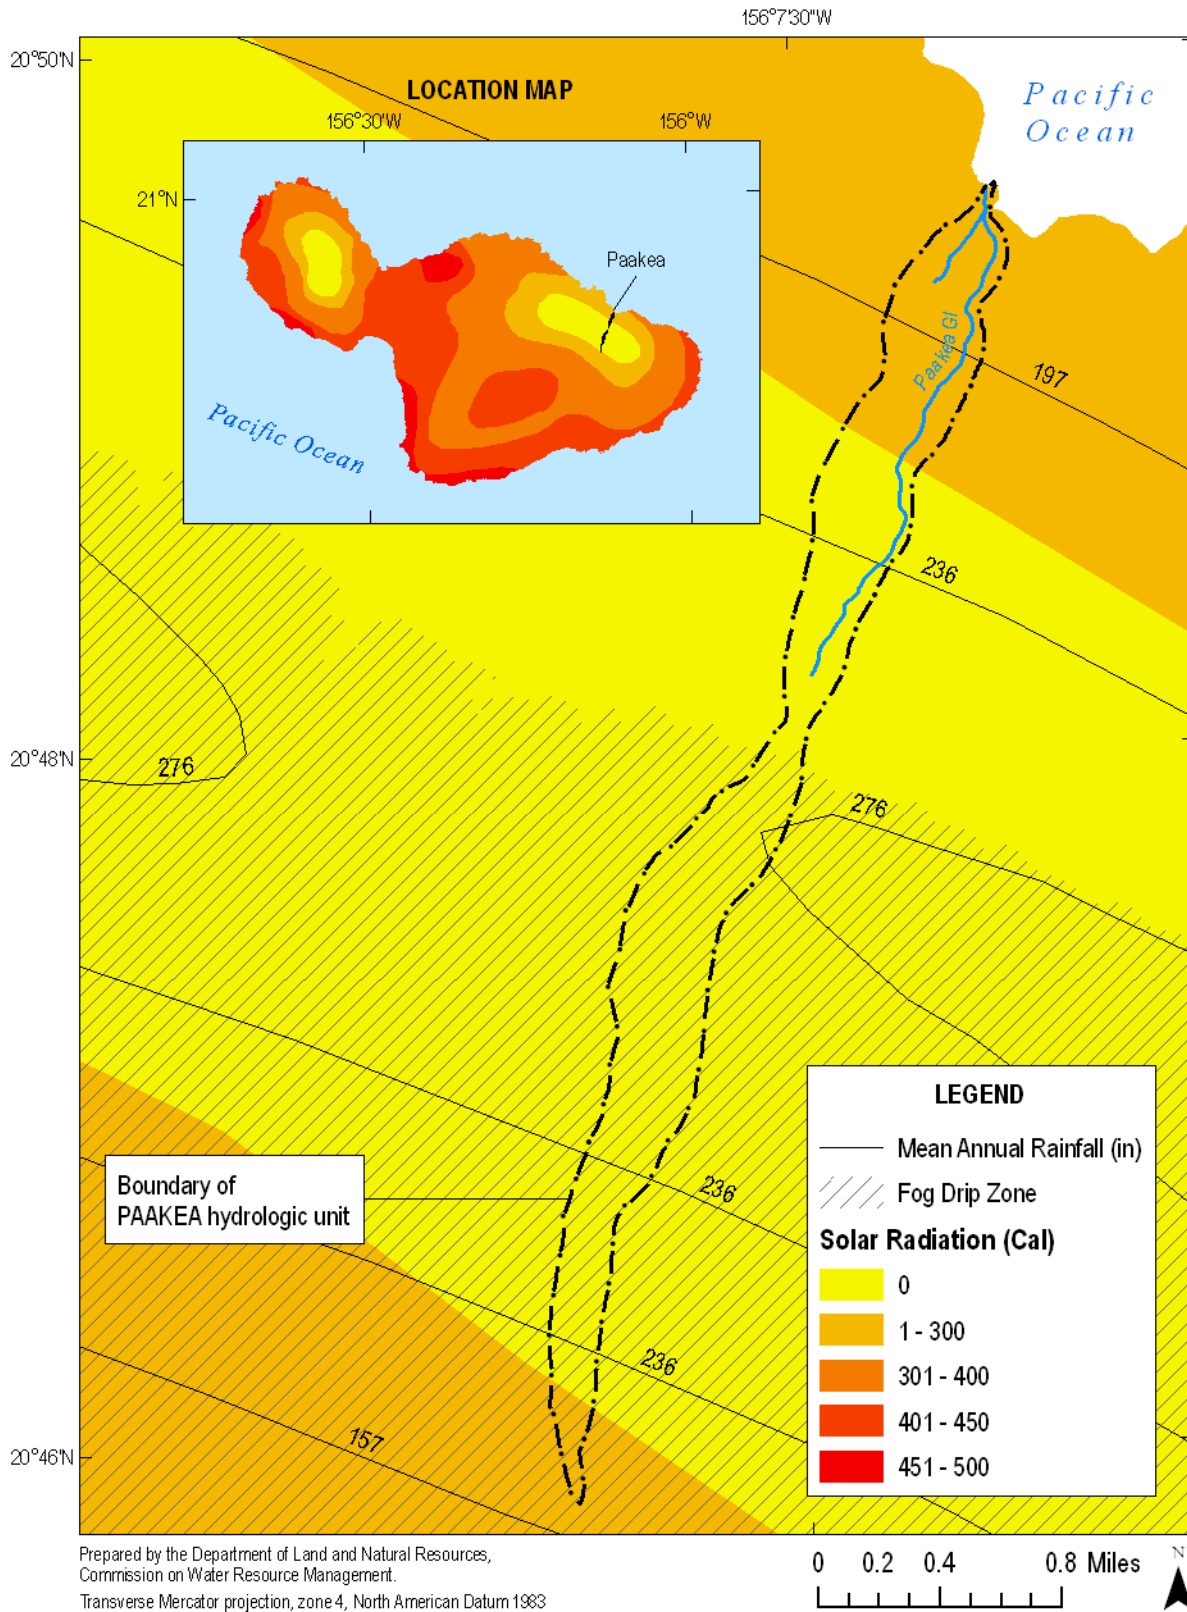 156°7'30"W
20°50'N
LOCATION MAP
156°30'W
156°W
21°N
Paakea
Pacific
Ocean
Pacific Ocean
Paakea Gl
197
236
20°48'N
276
276
236
236
157
20°46'N
Boundary of
PAAKEA hydrologic unit
LEGEND
Mean Annual Rainfall (in)
Fog Drip Zone
Solar Radiation (Cal)
0
1 - 300
301 - 400
401 - 450
451 - 500
Prepared by the Department of Land and Natural Resources,
Commission on Water Resource Management.
Transverse Mercator projection, zone 4, North American Datum 1983
0 0.2 0.4 0.8 Miles
N